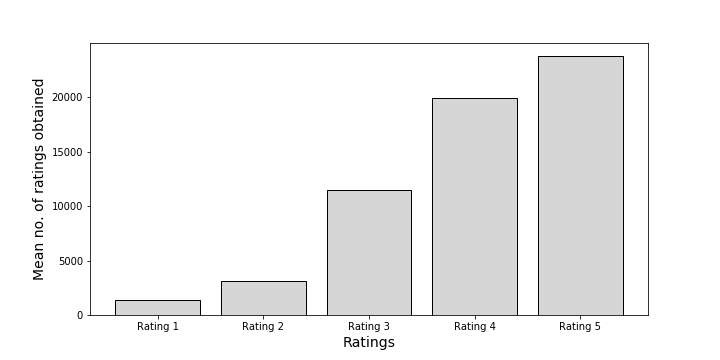 Mean no. of ratings obtained
20000
15000
10000
5000
0
Rating 1 Rating 2 Rating 3 Rating 4 Rating 5
Ratings